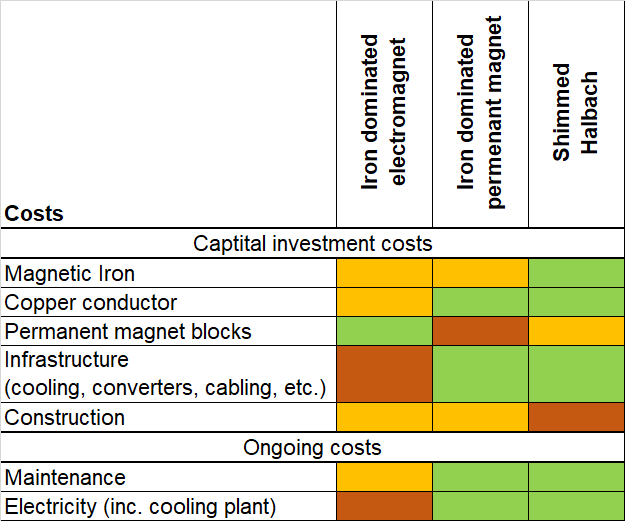 Iron dominated
electromagnet
Iron dominated
permenant magnet
Shimmed
Halbach
Costs
Captital investment costs
Magnetic Iron
Copper conductor
Permanent magnet blocks
Infrastructure
(cooling, converters, cabling, etc.)
Construction
Ongoing costs
Maintenance
Electricity (inc. cooling plant)